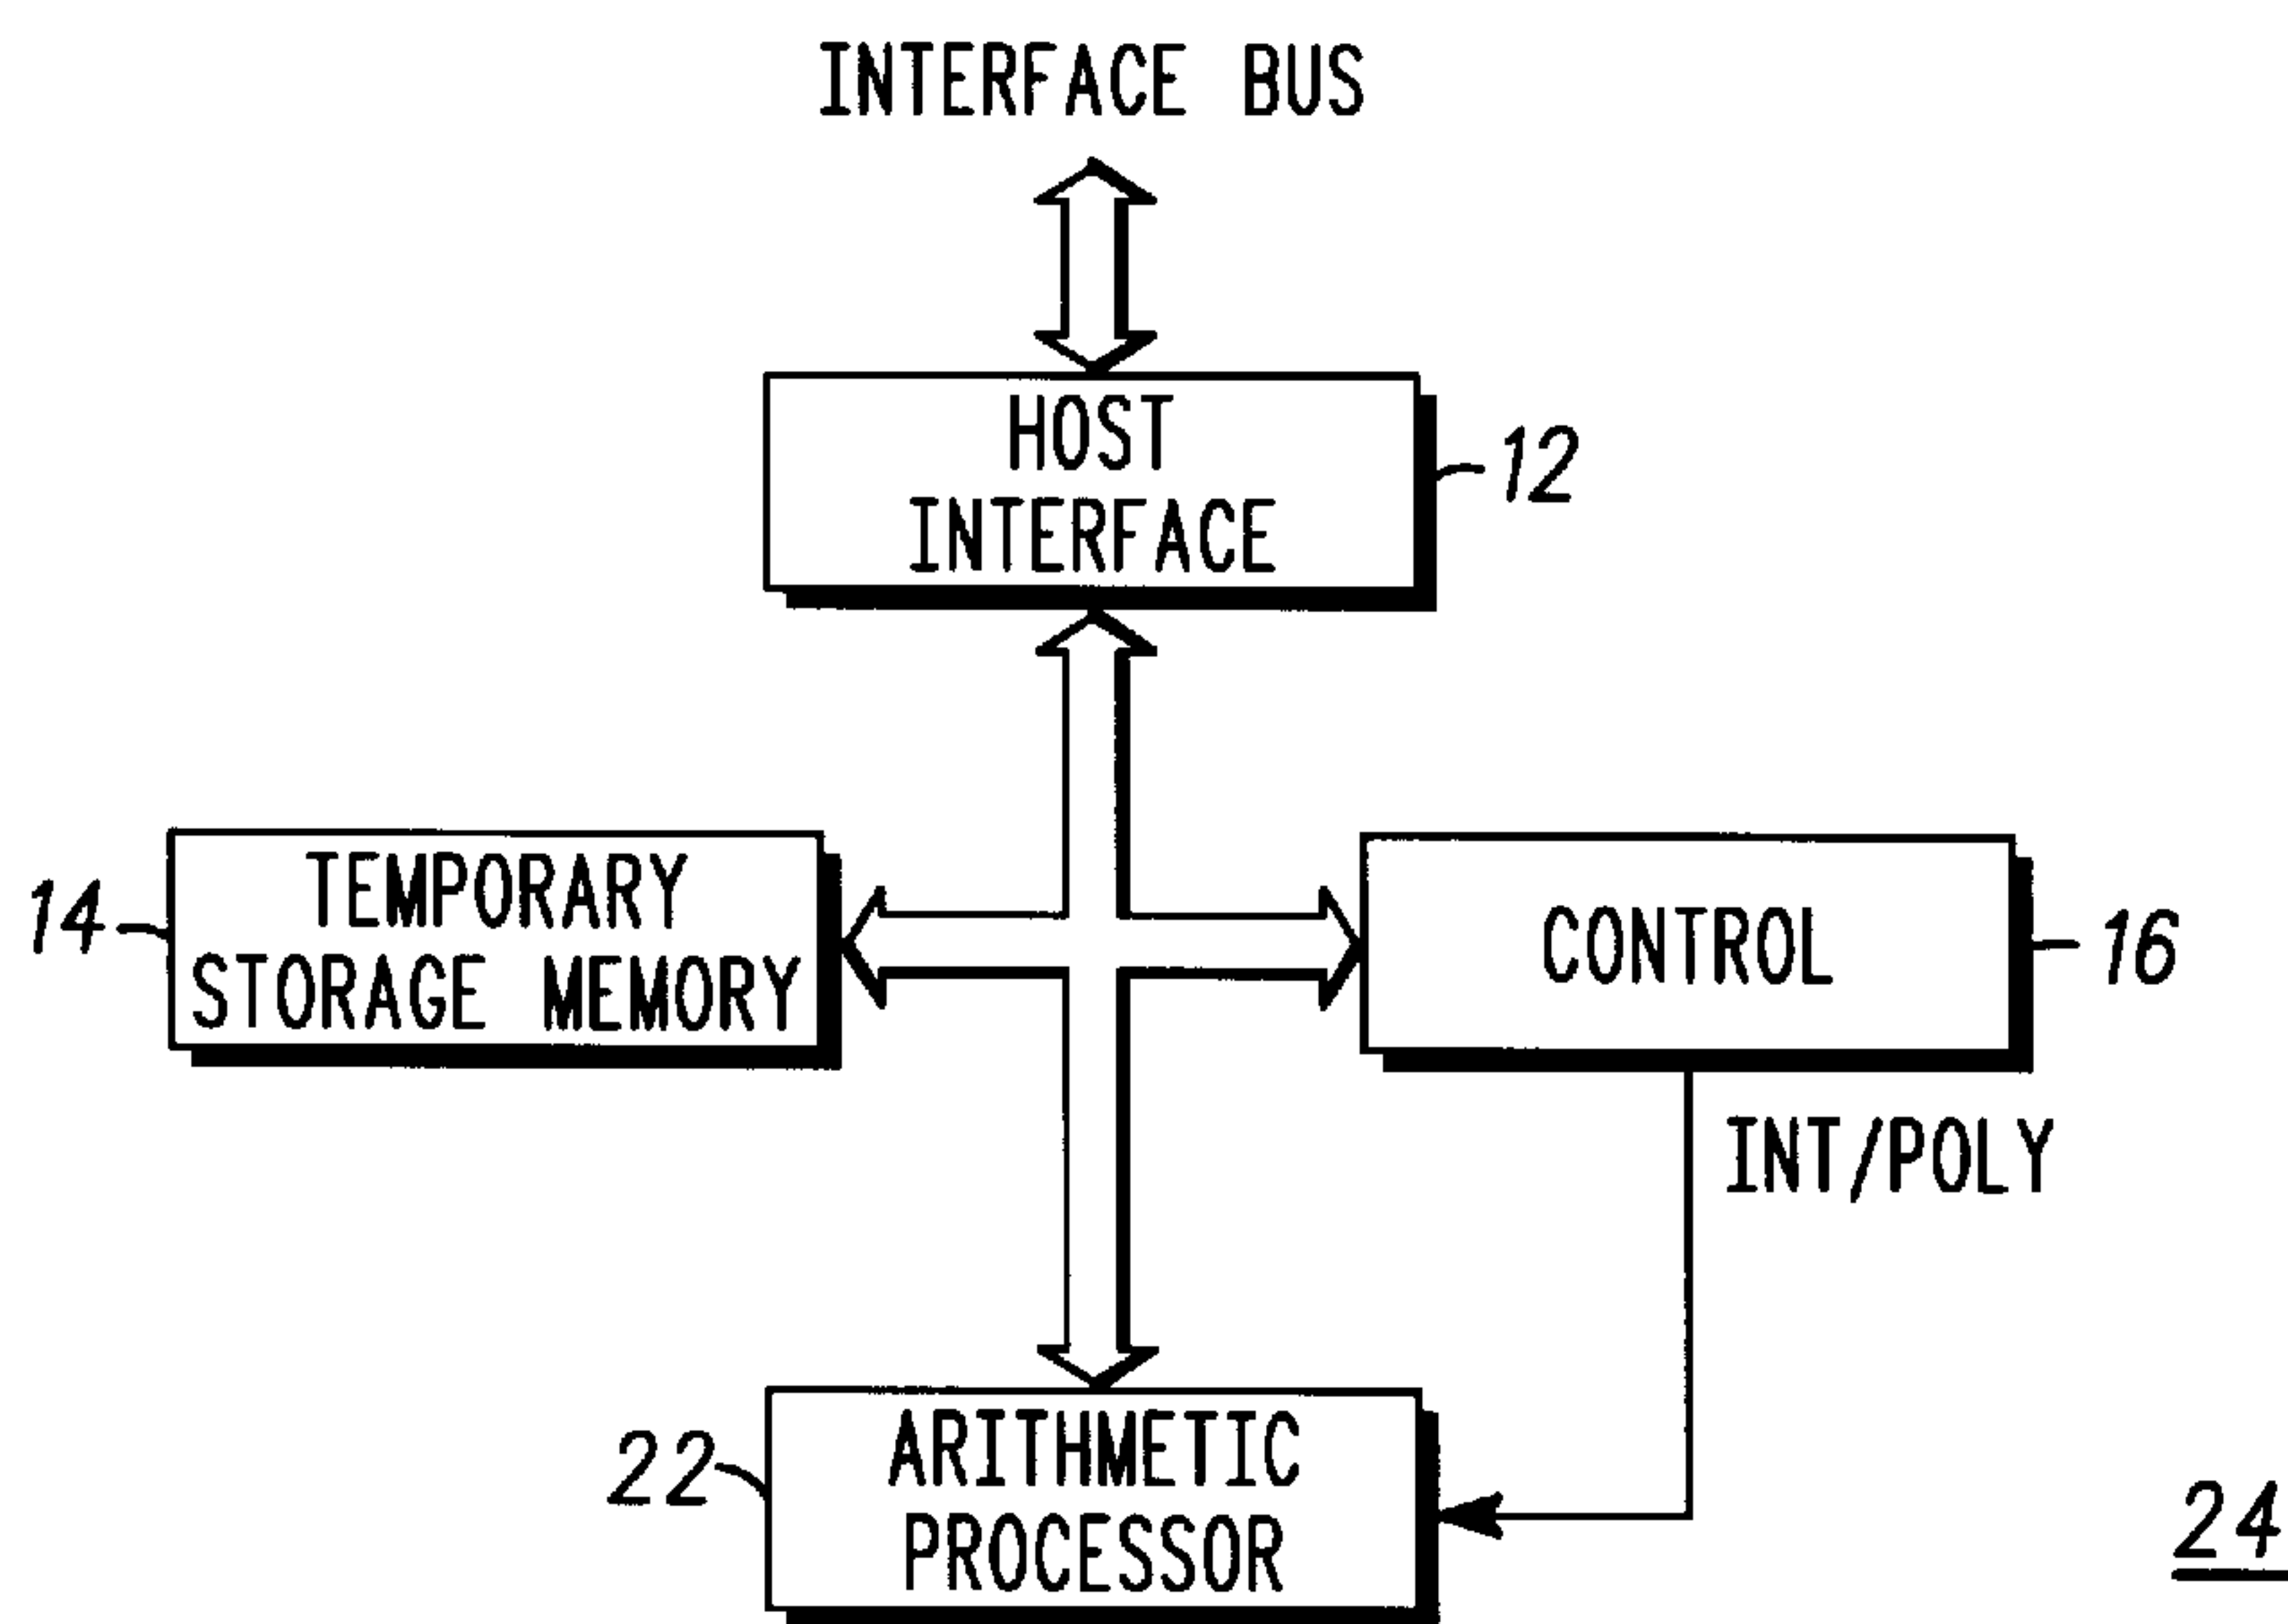 INTERFACE BUS
HOST
INTERFACE
12
TEMPORARY
STORAGE MEMORY
14
CONTROL
16
INT/POLY
ARITHMETIC
PROCESSOR
22
24